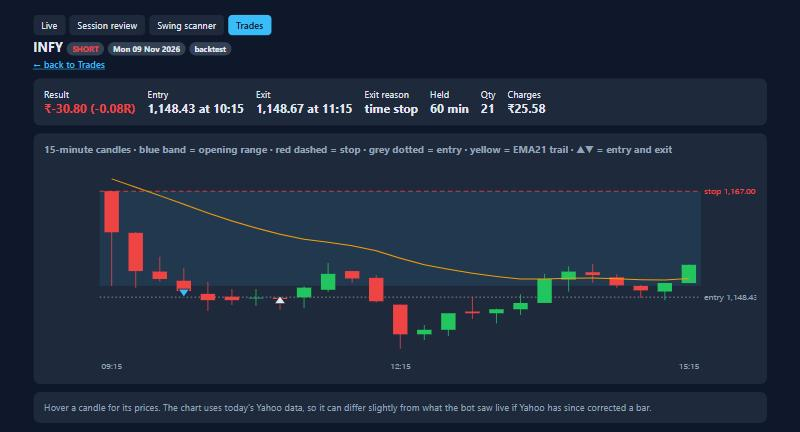 Live Session review Swing scanner Trades
INFY SHORT Mon 09 Nov 2026 backtest
← back to Trades
Result Entry Exit Exit reason Held Qty Charges
₹-30.80 (-0.08R) 1,148.43 at 10:15 1,148.67 at 11:15 time stop 60 min 21 ₹25.58
15-minute candles · blue band = opening range · red dashed = stop · grey dotted = entry · yellow = EMA21 trail · ▲▼ = entry and exit
stop 1,167.00
entry 1,148.43
09:15 12:15 15:15
Hover a candle for its prices. The chart uses today's Yahoo data, so it can differ slightly from what the bot saw live if Yahoo has since corrected a bar.